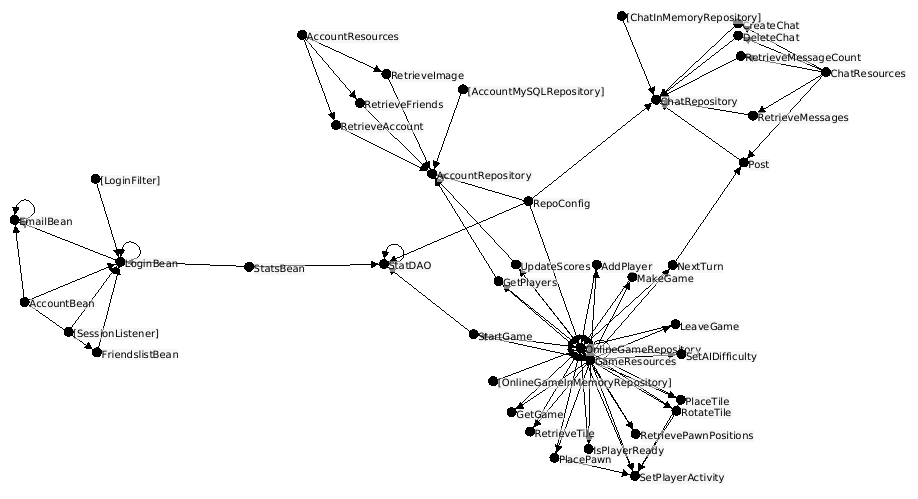 [ChatInMemoryRepository]
CreateChat
DeleteChat
AccountResources
RetrieveMessageCount
ChatResources
RetrieveImage
[AccountMySQLRepository]
RetrieveFriends
ChatRepository
RetrieveMessages
RetrieveAccount
Post
AccountRepository
[LoginFilter]
RepoConfig
EmailBean
LoginBean
StatsBean
StatDAO
UpdateScores
AddPlayer
NextTurn
GetPlayers
MakeGame
AccountBean
LeaveGame
[SessionListener]
StartGame
FriendslistBean
OnlineGameRepository
SetAIDifficulty
GameResources
[OnlineGameInMemoryRepository]
PlaceTile
GetGame
RotateTile
RetrieveTile
RetrievePawnPositions
IsPlayerReady
PlacePawn
SetPlayerActivity